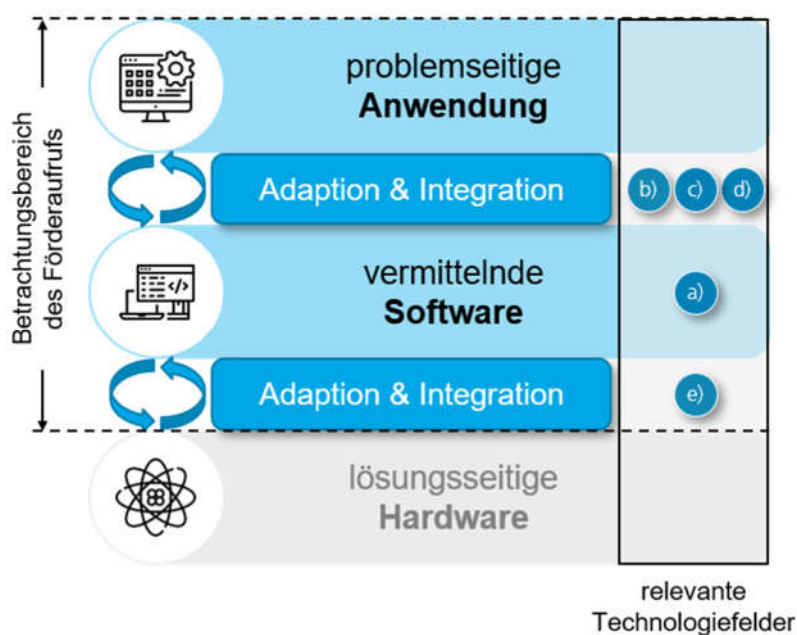 Betrachtungsbereich
des Förderaufrufs
problemseitige
Anwendung
Adaption & Integration
b) c) d)
vermittelnde
Software
a)
</>
Adaption & Integration
e)
lösungsseitige
Hardware
relevante
Technologiefelder